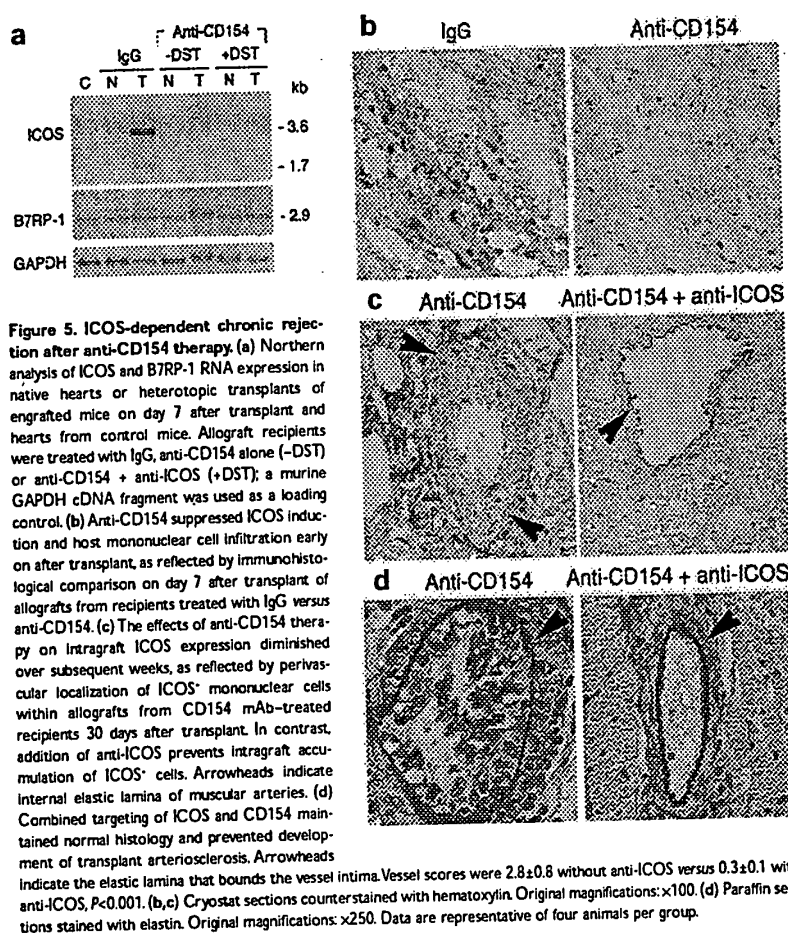 a
Anti-CD154
IgG -DST +DST
C N T N T N T
kb
ICOS
- 3.6
- 1.7
B7RP-1
- 2.9
GAPDH
b
IgG Anti-CD154
c
Anti-CD154 Anti-CD154 + anti-ICOS
d
Anti-CD154 Anti-CD154 + anti-ICOS
Figure 5. ICOS-dependent chronic rejec-
tion after anti-CD154 therapy. (a) Northern
analysis of ICOS and B7RP-1 RNA expression in
native hearts or heterotopic transplants of
engrafted mice on day 7 after transplant and
hearts from control mice. Allograft recipients
were treated with IgG, anti-CD154 alone (–DST)
or anti-CD154 + anti-ICOS (+DST); a murine
GAPDH cDNA fragment was used as a loading
control. (b) Anti-CD154 suppressed ICOS induc-
tion and host mononuclear cell infiltration early
on after transplant, as reflected by immunohisto-
logical comparison on day 7 after transplant of
allografts from recipients treated with IgG versus
anti-CD154. (c) The effects of anti-CD154 thera-
py on intragraft ICOS expression diminished
over subsequent weeks, as reflected by perivas-
cular localization of ICOS⁺ mononuclear cells
within allografts from CD154 mAb–treated
recipients 30 days after transplant. In contrast,
addition of anti-ICOS prevents intragraft accu-
mulation of ICOS⁺ cells. Arrowheads indicate
internal elastic lamina of muscular arteries. (d)
Combined targeting of ICOS and CD154 main-
tained normal histology and prevented develop-
ment of transplant arteriosclerosis. Arrowheads
indicate the elastic lamina that bounds the vessel intima. Vessel scores were 2.8±0.8 without anti-ICOS versus 0.3±0.1 wi
anti-ICOS, P<0.001. (b,c) Cryostat sections counterstained with hematoxylin. Original magnifications: ×100. (d) Paraffin se
tions stained with elastin. Original magnifications: ×250. Data are representative of four animals per group.